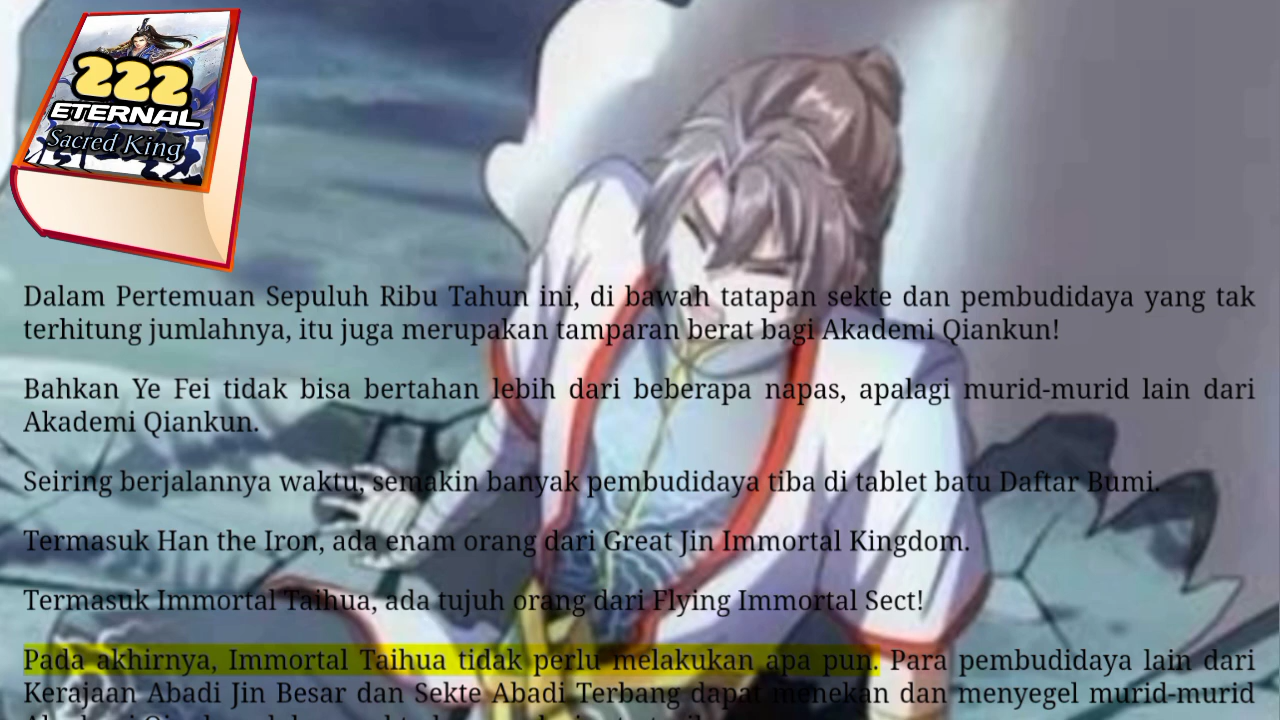 222
ETERNAL
Sacred King
Dalam Pertemuan Sepuluh Ribu Tahun ini, di bawah tatapan sekte dan pembudidaya yang tak
terhitung jumlahnya, itu juga merupakan tamparan berat bagi Akademi Qiankun!
Bahkan Ye Fei tidak bisa bertahan lebih dari beberapa napas, apalagi murid-murid lain dari
Akademi Qiankun.
Seiring berjalannya waktu, semakin banyak pembudidaya tiba di tablet batu Daftar Bumi.
Termasuk Han the Iron, ada enam orang dari Great Jin Immortal Kingdom.
Termasuk Immortal Taihua, ada tujuh orang dari Flying Immortal Sect!
Pada akhirnya, Immortal Taihua tidak perlu melakukan apa pun. Para pembudidaya lain dari
Kerajaan Abadi Jin Besar dan Sekte Abadi Terbang dapat menekan dan menyegel murid-murid